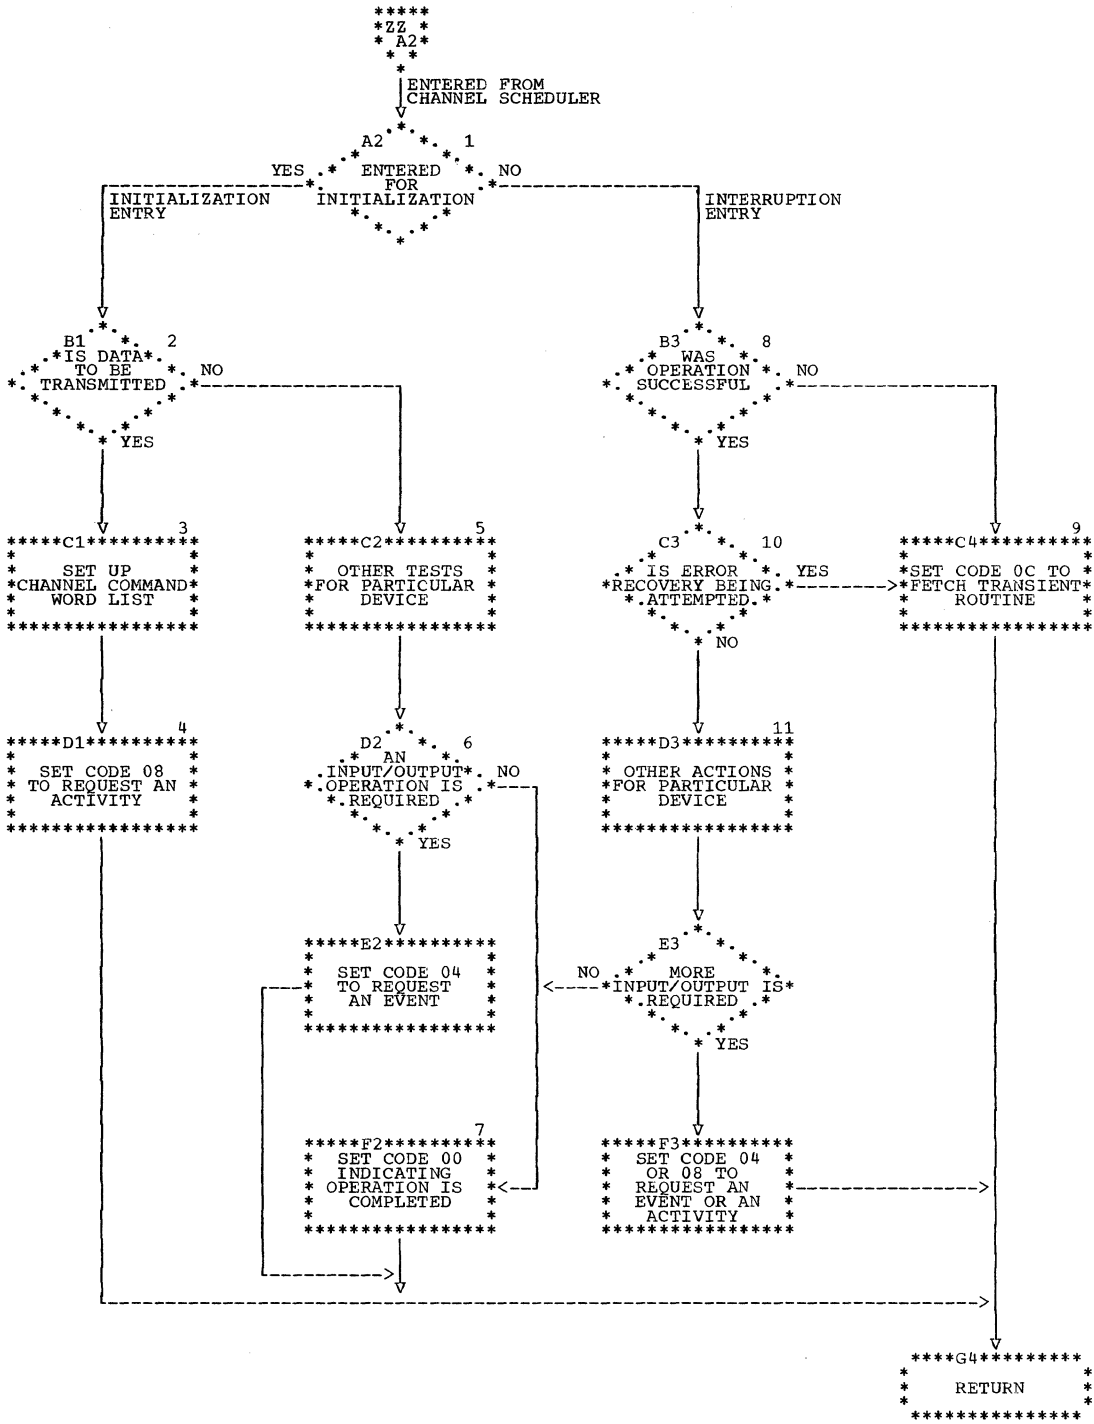 ZZ
A2
ENTERED FROM
CHANNEL SCHEDULER
A2 1
ENTERED
FOR
INITIALIZATION
YES
NO
INITIALIZATION
ENTRY
INTERRUPTION
ENTRY
B1 2
IS DATA
TO BE
TRANSMITTED
NO
YES
B3 8
WAS
OPERATION
SUCCESSFUL
NO
YES
C1 3
SET UP
CHANNEL COMMAND
WORD LIST
C2 5
OTHER TESTS
FOR PARTICULAR
DEVICE
C3 10
IS ERROR
RECOVERY BEING
ATTEMPTED
YES
NO
C4 9
SET CODE 0C TO
FETCH TRANSIENT
ROUTINE
D1 4
SET CODE 08
TO REQUEST AN
ACTIVITY
D2 6
AN
INPUT/OUTPUT
OPERATION IS
REQUIRED
NO
YES
D3 11
OTHER ACTIONS
FOR PARTICULAR
DEVICE
E2
SET CODE 04
TO REQUEST
AN EVENT
E3
MORE
INPUT/OUTPUT IS
REQUIRED
NO
YES
F2 7
SET CODE 00
INDICATING
OPERATION IS
COMPLETED
F3
SET CODE 04
OR 08 TO
REQUEST AN
EVENT OR AN
ACTIVITY
G4
RETURN